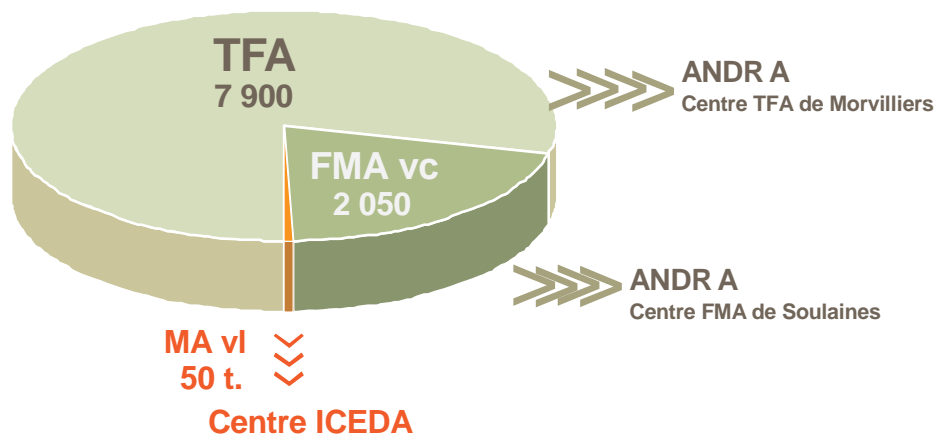 TFA
7 900
ANDR A
Centre TFA de Morvilliers
FMA vc
2 050
ANDR A
Centre FMA de Soulaines
MA vl
50 t.
Centre ICEDA